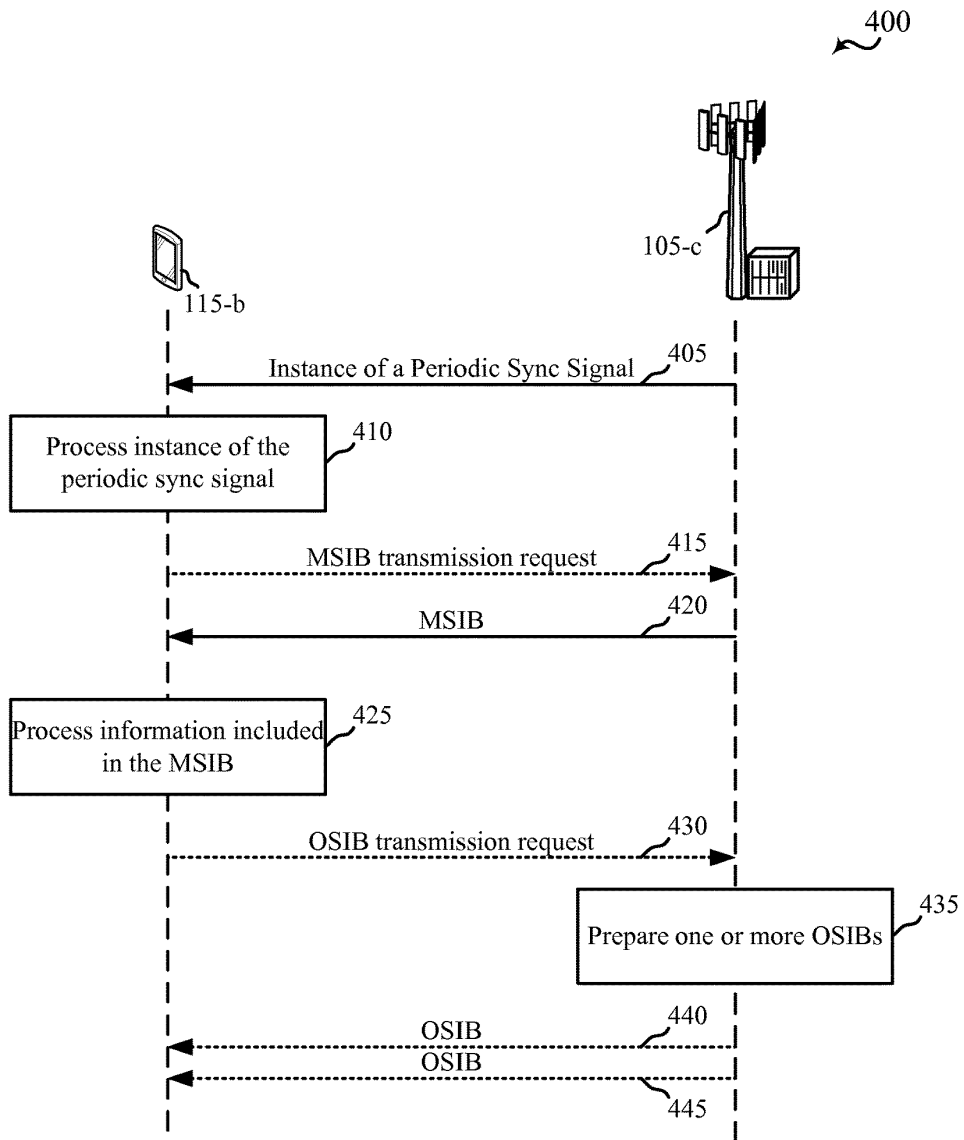 400
105-c
115-b
Instance of a Periodic Sync Signal
405
Process instance of the
periodic sync signal
410
MSIB transmission request
415
MSIB
420
Process information included
in the MSIB
425
OSIB transmission request
430
Prepare one or more OSIBs
435
OSIB
440
OSIB
445